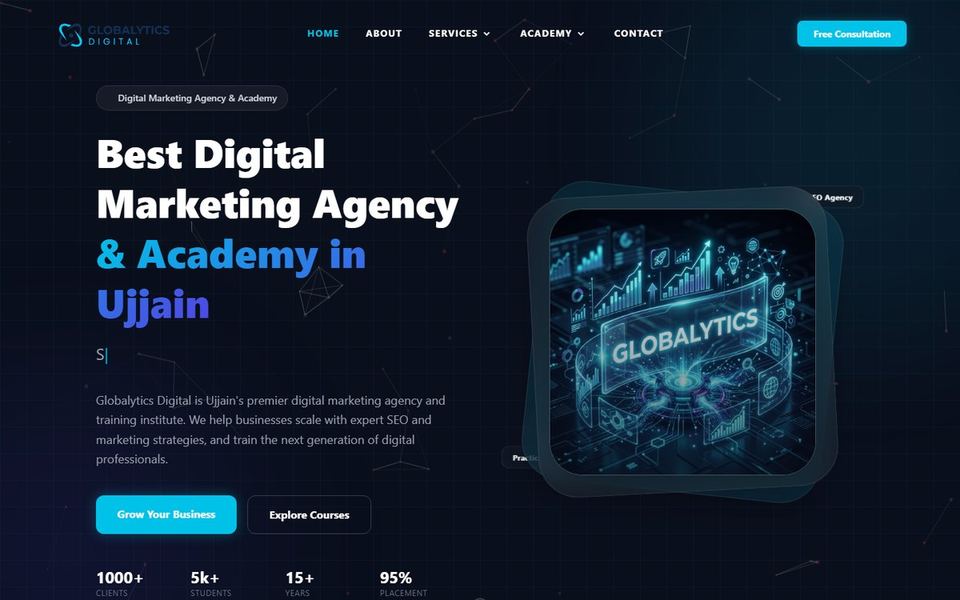 GLOBALYTICS
DIGITAL
HOME
ABOUT
SERVICES
ACADEMY
CONTACT
Free Consultation
Digital Marketing Agency & Academy
Best Digital
Marketing Agency
& Academy in
Ujjain
S
Globalytics Digital is Ujjain's premier digital marketing agency and
training institute. We help businesses scale with expert SEO and
marketing strategies, and train the next generation of digital
professionals.
Grow Your Business
Explore Courses
Agency
GLOBALYTICS
1000+
5k+
15+
95%
CLIENTS
STUDENTS
YEARS
PLACEMENT